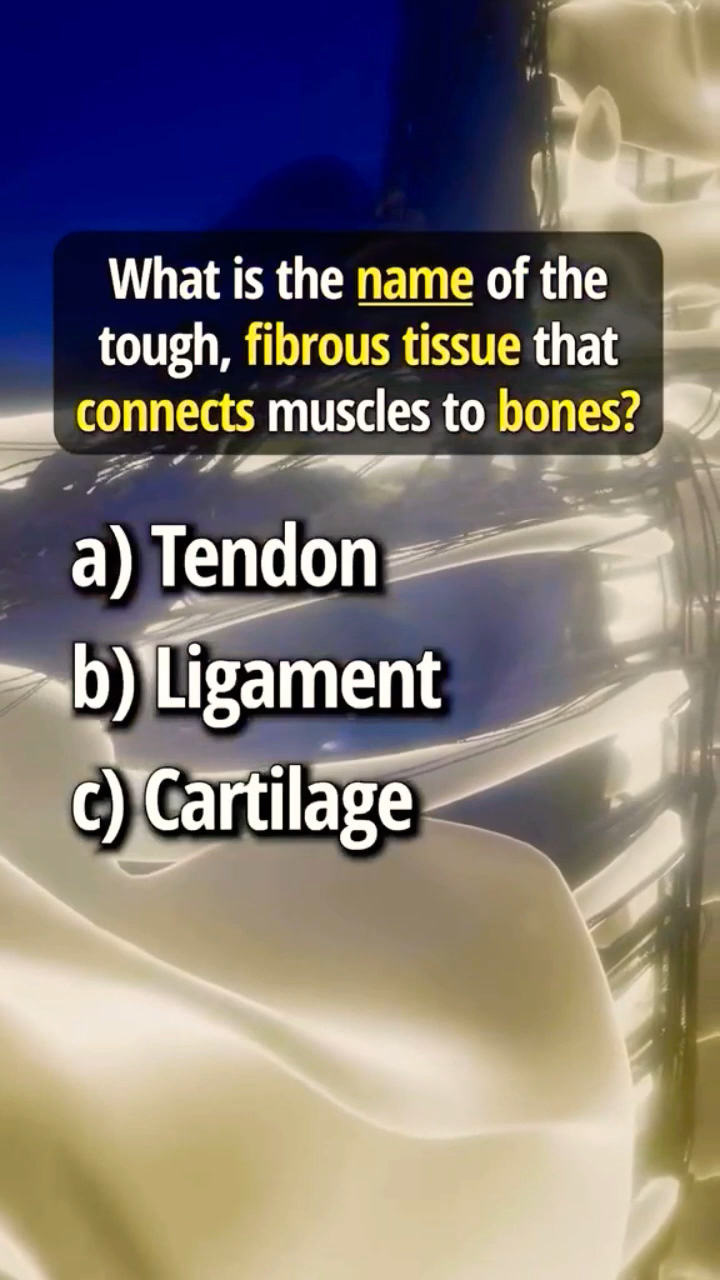 What is the name of the
tough, fibrous tissue that
connects muscles to bones?
a) Tendon
b) Ligament
c) Cartilage